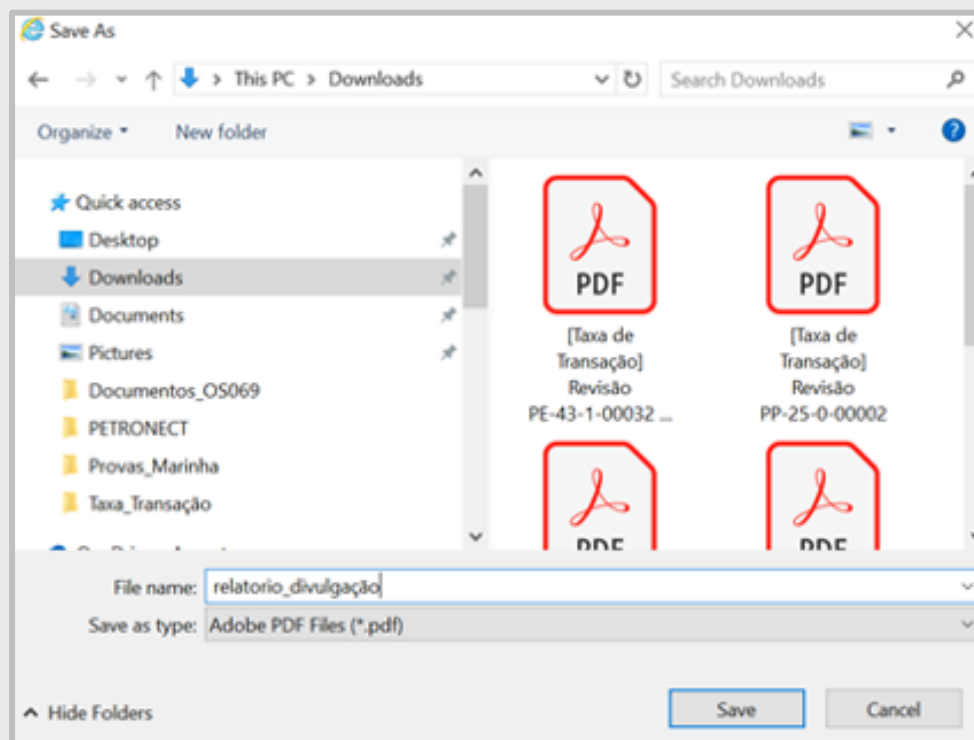 Save As
This PC > Downloads
Search Downloads
Organize
New folder
Quick access
Desktop
Downloads
Documents
Pictures
Documentos_OS069
PETRONECT
Provas_Marinha
Taxa_Transação
PDF
[Taxa de
Transação]
Revisão
PE-43-1-00032 ...
PDF
[Taxa de
Transação]
Revisão
PP-25-0-00002
PDF
PDF
File name: relatorio_divulgação
Save as type: Adobe PDF Files (*.pdf)
Hide Folders
Save
Cancel